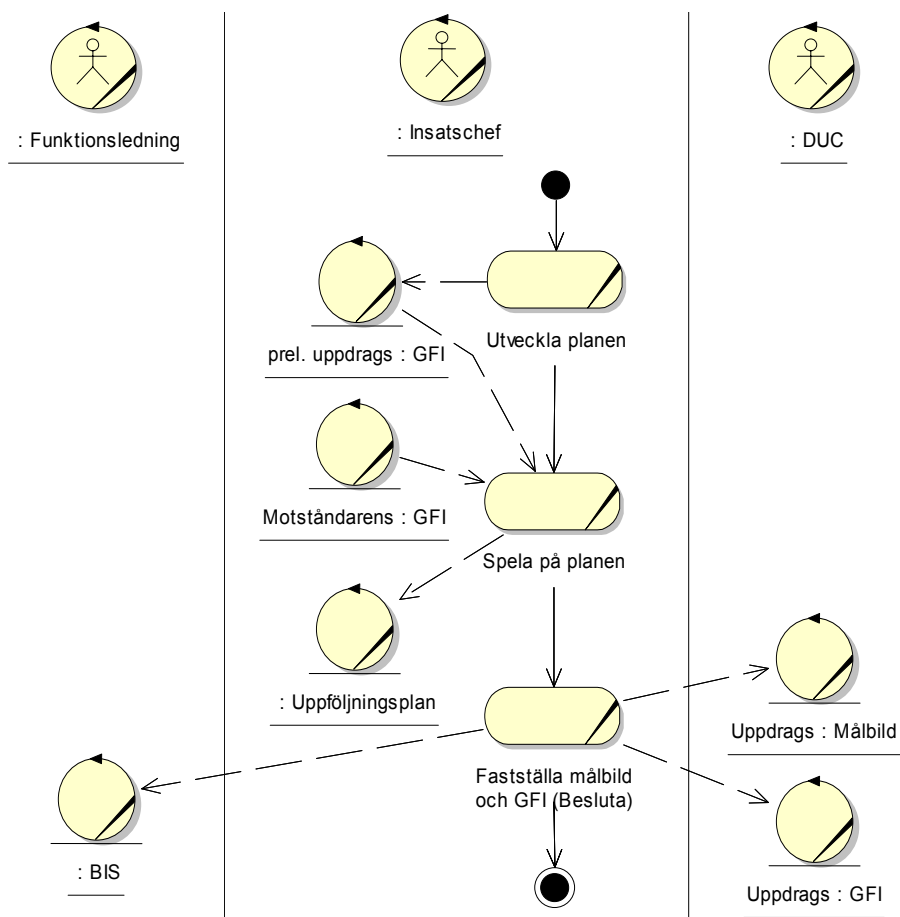 : Funktionsledning
: Insatschef
: DUC
Utveckla planen
prel. uppdrags : GFI
Motståndarens : GFI
Spela på planen
: Uppföljningsplan
Uppdrags : Målbild
Fastställa målbild
och GFI (Besluta)
: BIS
Uppdrags : GFI